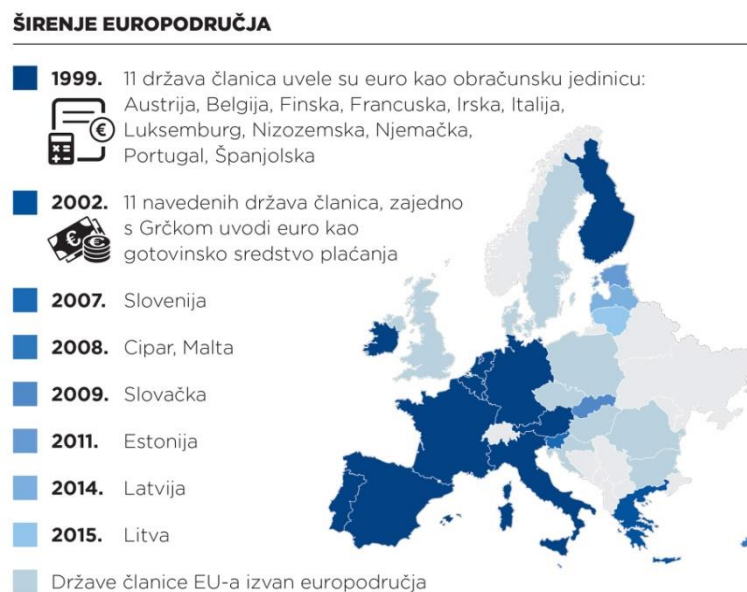 ŠIRENJE EUROPODRUČJA
1999. 11 država članica uvele su euro kao obračunsku jedinicu:
Austrija, Belgija, Finska, Francuska, Irska, Italija,
Luksemburg, Nizozemska, Njemačka,
Portugal, Španjolska
2002. 11 navedenih država članica, zajedno
s Grčkom uvodi euro kao
gotovinsko sredstvo plaćanja
2007. Slovenija
2008. Cipar, Malta
2009. Slovačka
2011. Estonija
2014. Latvija
2015. Litva
Države članice EU-a izvan europodručja